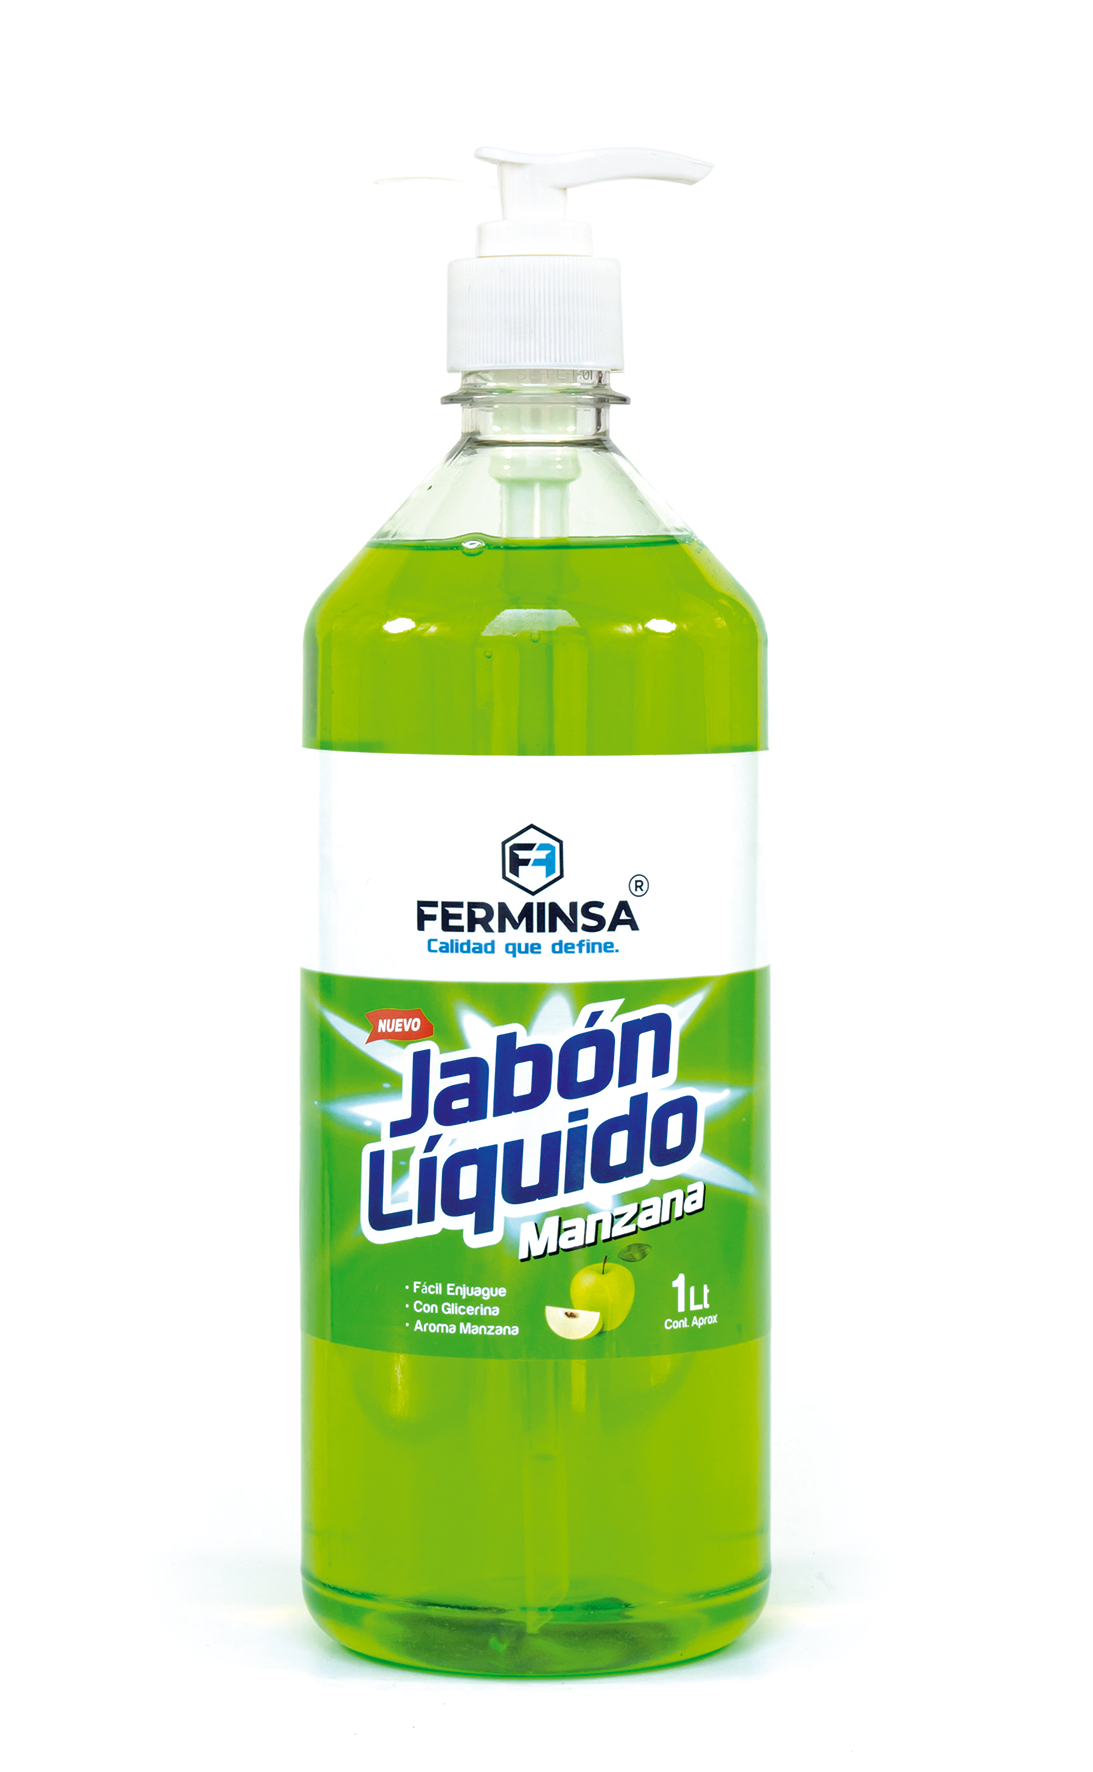 FERMINSA ®
Calidad que define.
NUEVO
Jabón
Líquido
Manzana
• Fácil Enjuague
• Con Glicerina
• Aroma Manzana
1Lt
Cont. Aprox